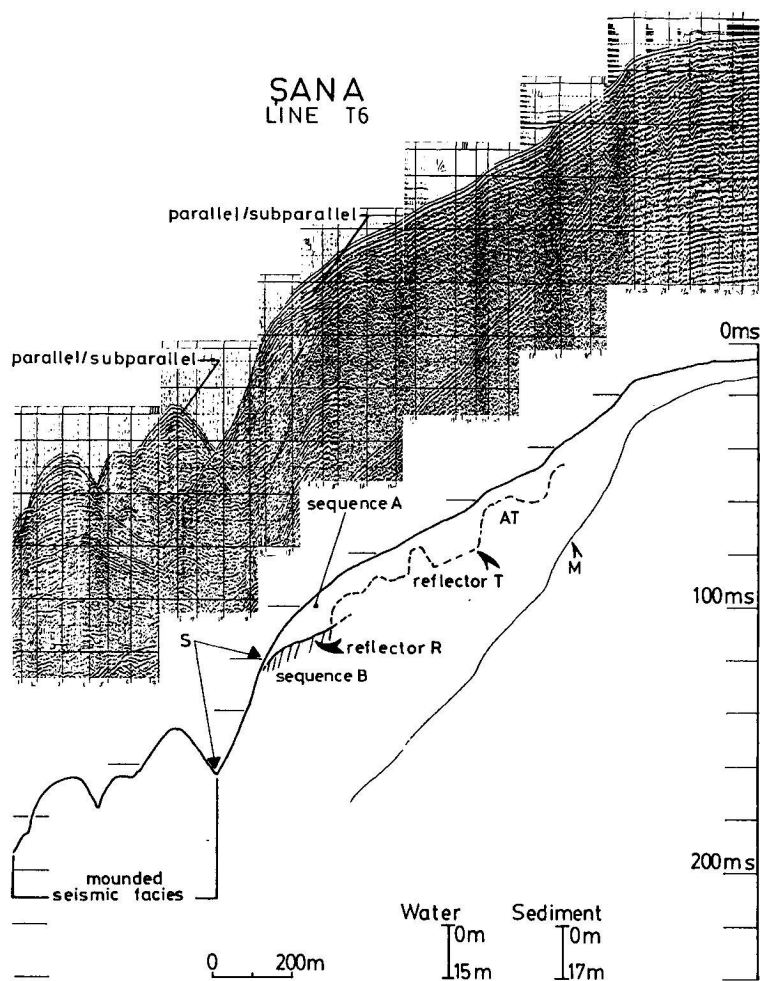 ŞANA
LINE T6
parallel/subparallel
parallel/subparallel
0ms
sequence A
AT
reflector T
M
100ms
S
reflector R
sequence B
200ms
mounded
seismic facies
Water Sediment
0m 0m
0 200m 15m 17m